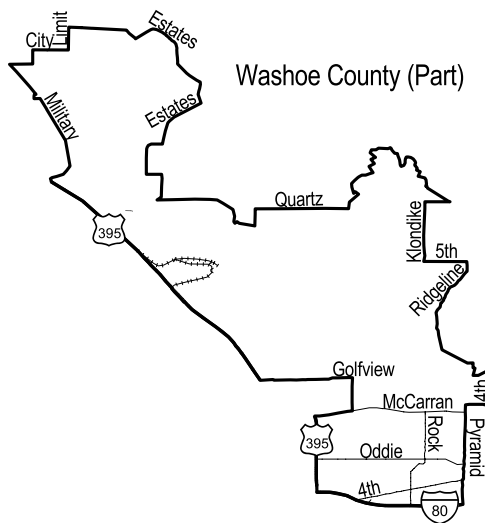 Estates
City
Limit
Washoe County (Part)
Military
Estates
Quartz
Klondike
395
5th
Ridgeline
Golfview
4th
McCarran
Rock
Pyramid
395
Oddie
4th
80